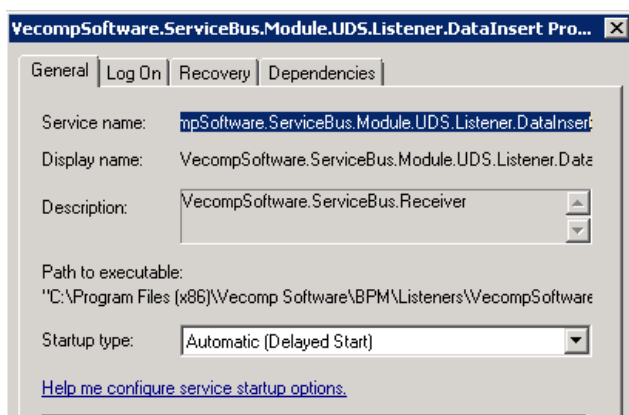 VecompSoftware.ServiceBus.Module.UDS.Listener.DataInsert Pro...
General Log On Recovery Dependencies
Service name: mpSoftware.ServiceBus.Module.UDS.Listener.DataInsert
Display name: VecompSoftware.ServiceBus.Module.UDS.Listener.Data
Description: VecompSoftware.ServiceBus.Receiver
Path to executable:
"C:\Program Files (x86)\Vecomp Software\BPM\Listeners\VecompSoftware
Startup type: Automatic (Delayed Start)
Help me configure service startup options.